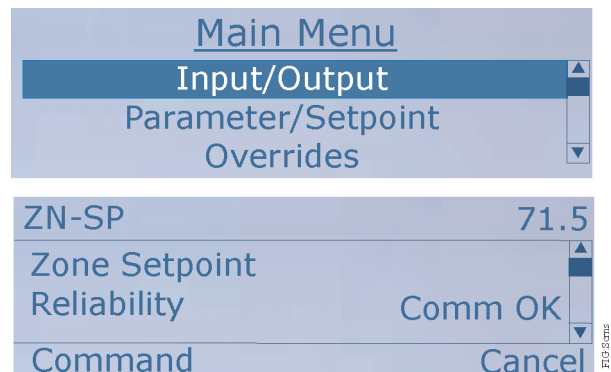 Main Menu
Input/Output
Parameter/Setpoint
Overrides
ZN-SP 71.5
Zone Setpoint
Reliability Comm OK
Command Cancel
FIG:Scrns